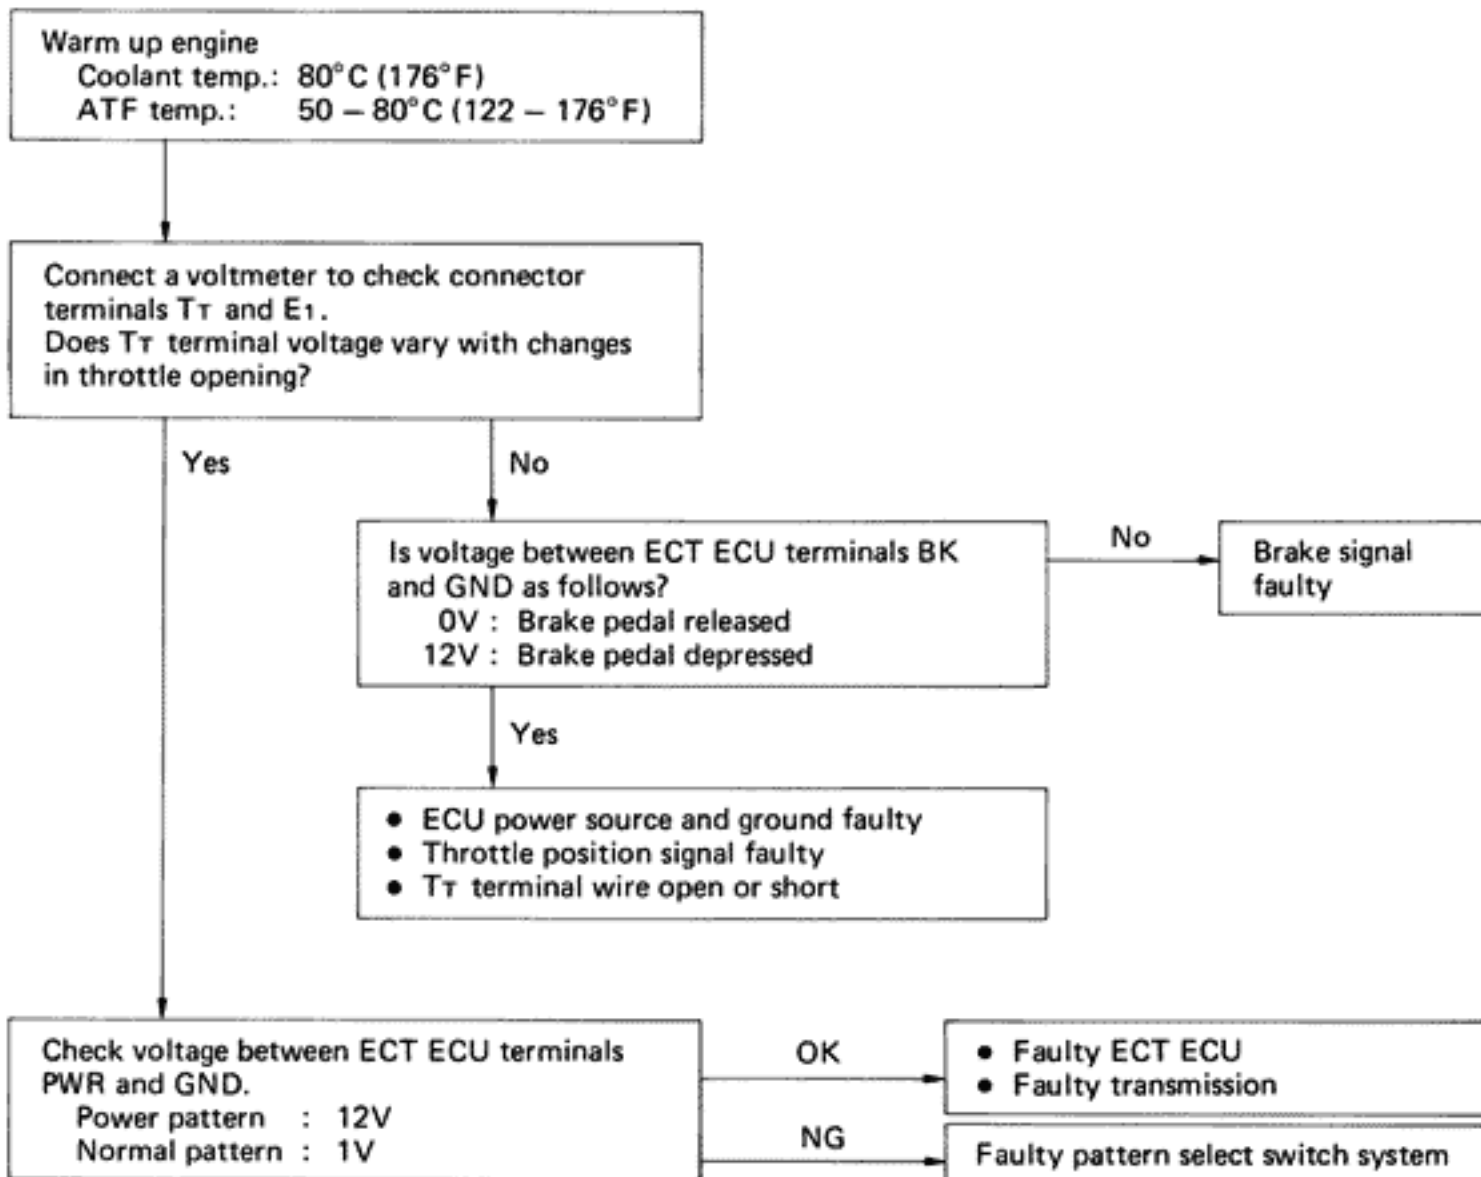 Warm up engine
Coolant temp.: 80°C (176°F)
ATF temp.: 50 – 80°C (122 – 176°F)
Connect a voltmeter to check connector
terminals TT and E1.
Does TT terminal voltage vary with changes
in throttle opening?
Yes
No
Is voltage between ECT ECU terminals BK
and GND as follows?
0V : Brake pedal released
12V : Brake pedal depressed
No
Brake signal
faulty
Yes
● ECU power source and ground faulty
● Throttle position signal faulty
● TT terminal wire open or short
Check voltage between ECT ECU terminals
PWR and GND.
Power pattern : 12V
Normal pattern : 1V
OK
● Faulty ECT ECU
● Faulty transmission
NG
Faulty pattern select switch system